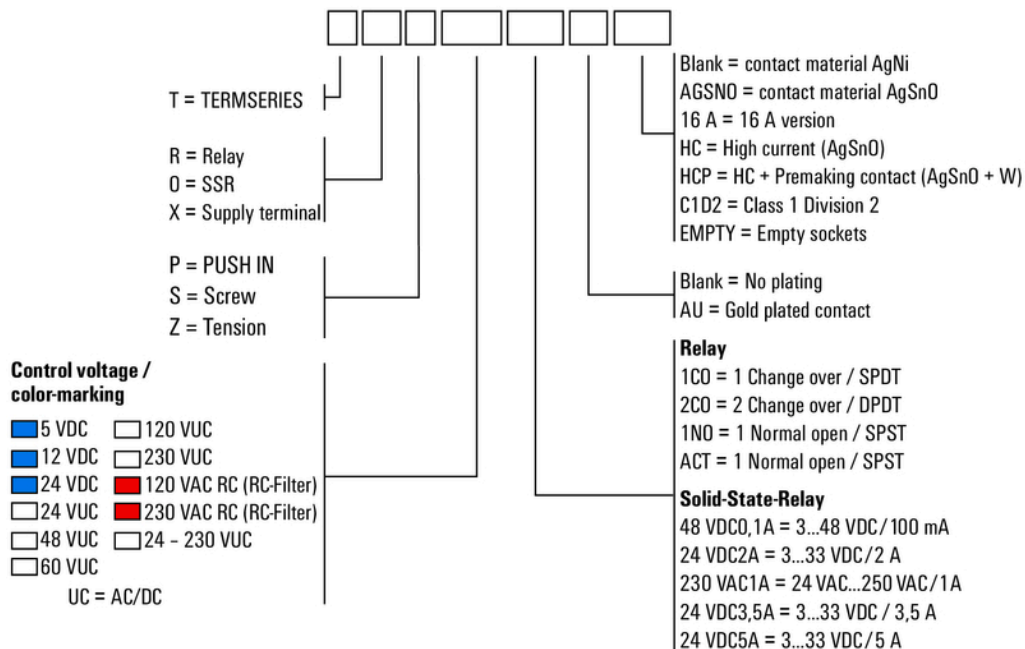 T = TERMSERIES
R = Relay
O = SSR
X = Supply terminal
P = PUSH IN
S = Screw
Z = Tension
Control voltage /
color-marking
5 VDC 120 VUC
12 VDC 230 VUC
24 VDC 120 VAC RC (RC-Filter)
24 VUC 230 VAC RC (RC-Filter)
48 VUC 24 – 230 VUC
60 VUC
UC = AC/DC
Blank = contact material AgNi
AGSNO = contact material AgSnO
16 A = 16 A version
HC = High current (AgSnO)
HCP = HC + Premaking contact (AgSnO + W)
C1D2 = Class 1 Division 2
EMPTY = Empty sockets
Blank = No plating
AU = Gold plated contact
Relay
1CO = 1 Change over / SPDT
2CO = 2 Change over / DPDT
1NO = 1 Normal open / SPST
ACT = 1 Normal open / SPST
Solid-State-Relay
48 VDC0,1A = 3...48 VDC/100 mA
24 VDC2A = 3...33 VDC/2 A
230 VAC1A = 24 VAC...250 VAC/1A
24 VDC3,5A = 3...33 VDC / 3,5 A
24 VDC5A = 3...33 VDC/5 A